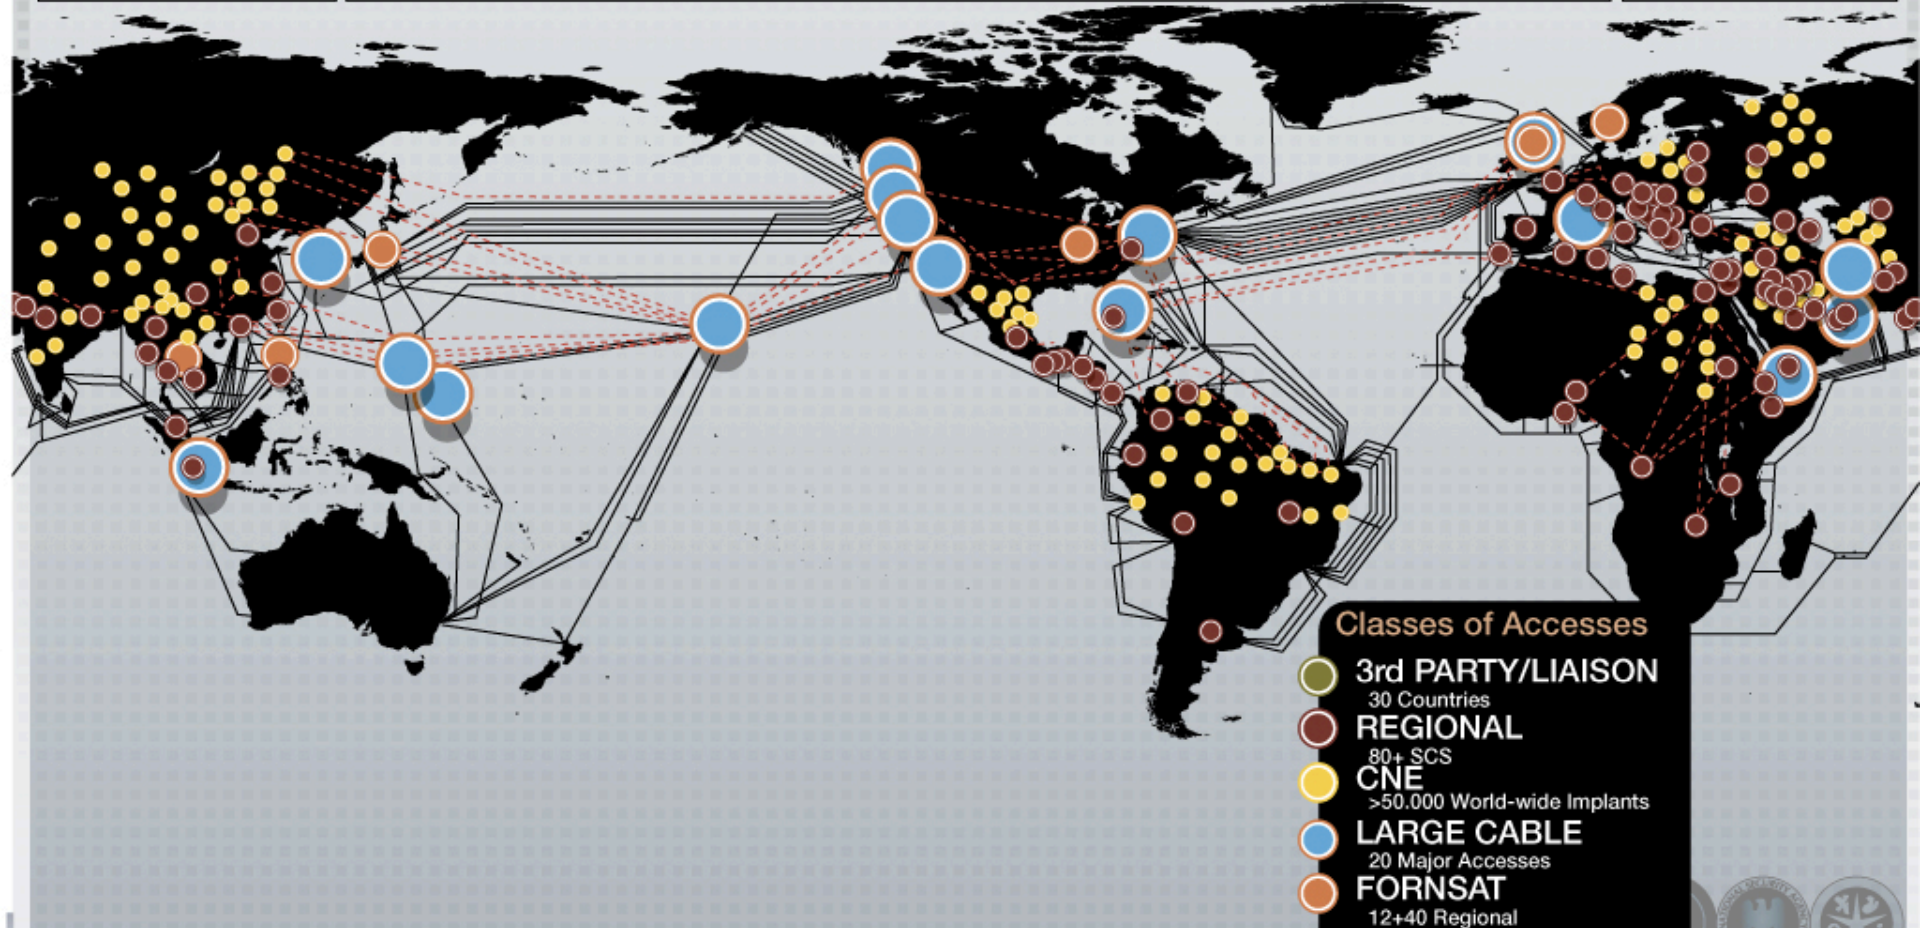 Classes of Accesses
3rd PARTY/LIAISON
30 Countries
REGIONAL
80+ SCS
CNE
>50.000 World-wide Implants
LARGE CABLE
20 Major Accesses
FORNSAT
12+40 Regional